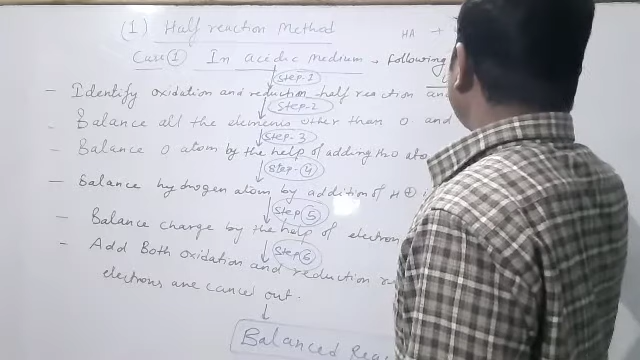 (1) Half reaction Method
HA +
Case ① In acidic medium → following
Step-1
- Identify oxidation and reduction half reaction and
Step-2
- Balance all the elements other than O and
Step-3
- Balance O atom by the help of adding H2O ato
Step-④
- Balance hydrogen atom by addition of H⊕ i
Step ⑤
- Balance charge by the help of electron
Step ⑥
- Add Both oxidation and reduction r
electrons are cancel out.
Balanced Reac